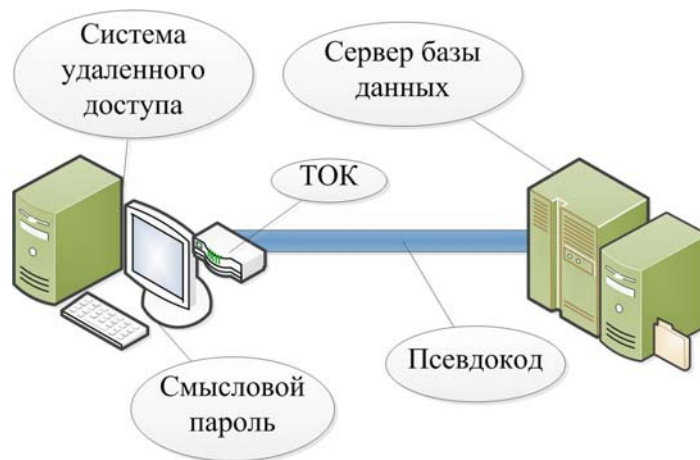 Система
удаленного
доступа
Сервер базы
данных
ТОК
Псевдокод
Смысловой
пароль